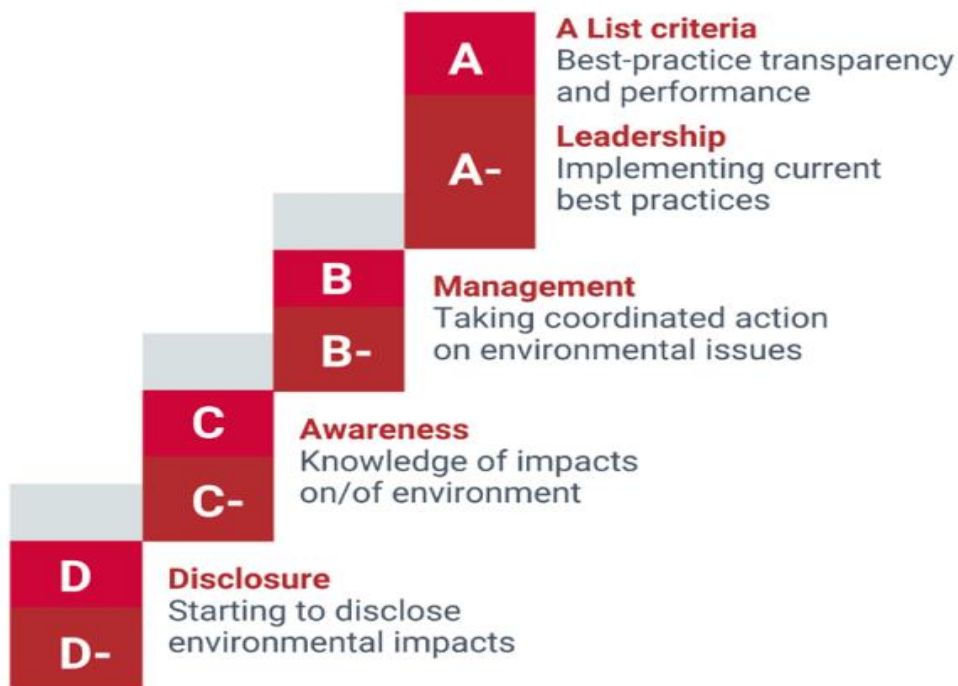 A
A List criteria
Best-practice transparency
and performance
A-
Leadership
Implementing current
best practices
B
B-
Management
Taking coordinated action
on environmental issues
C
C-
Awareness
Knowledge of impacts
on/of environment
D
D-
Disclosure
Starting to disclose
environmental impacts